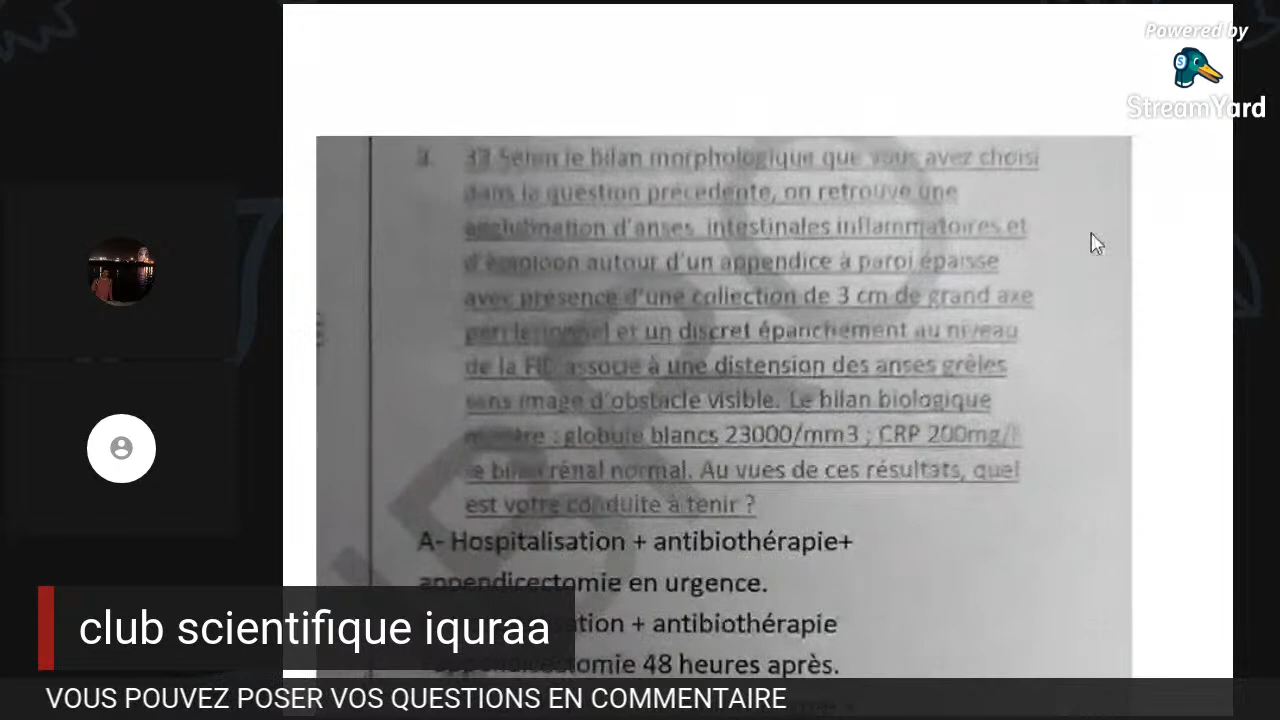 Powered by
StreamYard
3. 33 Selon le bilan morphologique que vous avez choisi
dans la question précedente, on retrouve une
agglutination d'anses intestinales inflammatoires et
d'épiploon autour d'un appendice à paroi épaisse
avec présence d'une collection de 3 cm de grand axe
et un discret épanchement au niveau
de la FID associé à une distension des anses grêles
sans image d'obstacle visible. Le bilan biologique
montre : globule blancs 23000/mm3 ; CRP 200mg/
le bilan rénal normal. Au vues de ces résultats, quel
est votre conduite à tenir ?
A- Hospitalisation + antibiothérapie+
appendicectomie en urgence.
+ antibiothérapie
appendicectomie 48 heures après.
club scientifique iquraa
VOUS POUVEZ POSER VOS QUESTIONS EN COMMENTAIRE